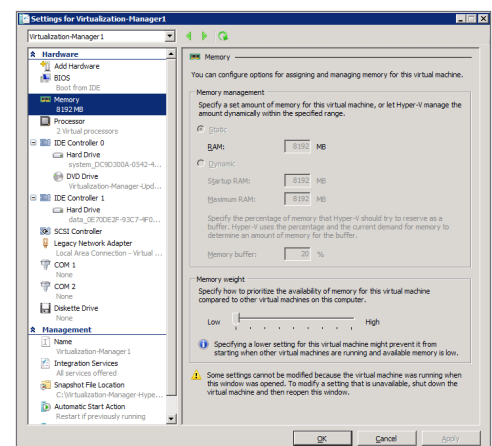 Settings for Virtualization-Manager1
Virtualization-Manager1
Hardware
Add Hardware
BIOS
Boot from IDE
Memory
8192 MB
Processor
2 Virtual processors
IDE Controller 0
Hard Drive
system_DC9D300A-0542-4...
DVD Drive
Virtualization-Manager-Upd...
IDE Controller 1
Hard Drive
data_0E70DE2F-93C7-4F0...
SCSI Controller
Legacy Network Adapter
Local Area Connection - Virtual ...
COM 1
None
COM 2
None
Diskette Drive
None
Management
Name
Virtualization-Manager1
Integration Services
All services offered
Snapshot File Location
C:\Virtualization-Manager-Hype...
Automatic Start Action
Restart if previously running
Memory
You can configure options for assigning and managing memory for this virtual machine.
Memory management
Specify a set amount of memory for this virtual machine, or let Hyper-V manage the
amount dynamically within the specified range.
Static
RAM: 8192 MB
Dynamic
Startup RAM: 8192 MB
Maximum RAM: 8192 MB
Specify the percentage of memory that Hyper-V should try to reserve as a
buffer. Hyper-V uses the percentage and the current demand for memory to
determine an amount of memory for the buffer.
Memory buffer: 20 %
Memory weight
Specify how to prioritize the availability of memory for this virtual machine
compared to other virtual machines on this computer.
Low High
Specifying a lower setting for this virtual machine might prevent it from
starting when other virtual machines are running and available memory is low.
Some settings cannot be modified because the virtual machine was running when
this window was opened. To modify a setting that is unavailable, shut down the
virtual machine and then reopen this window.
OK Cancel Apply